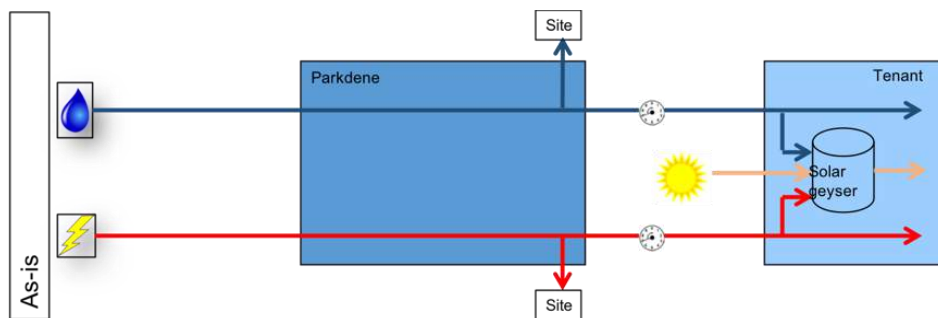 As-is
Site
Parkdene
Tenant
Solar
geyser
Site